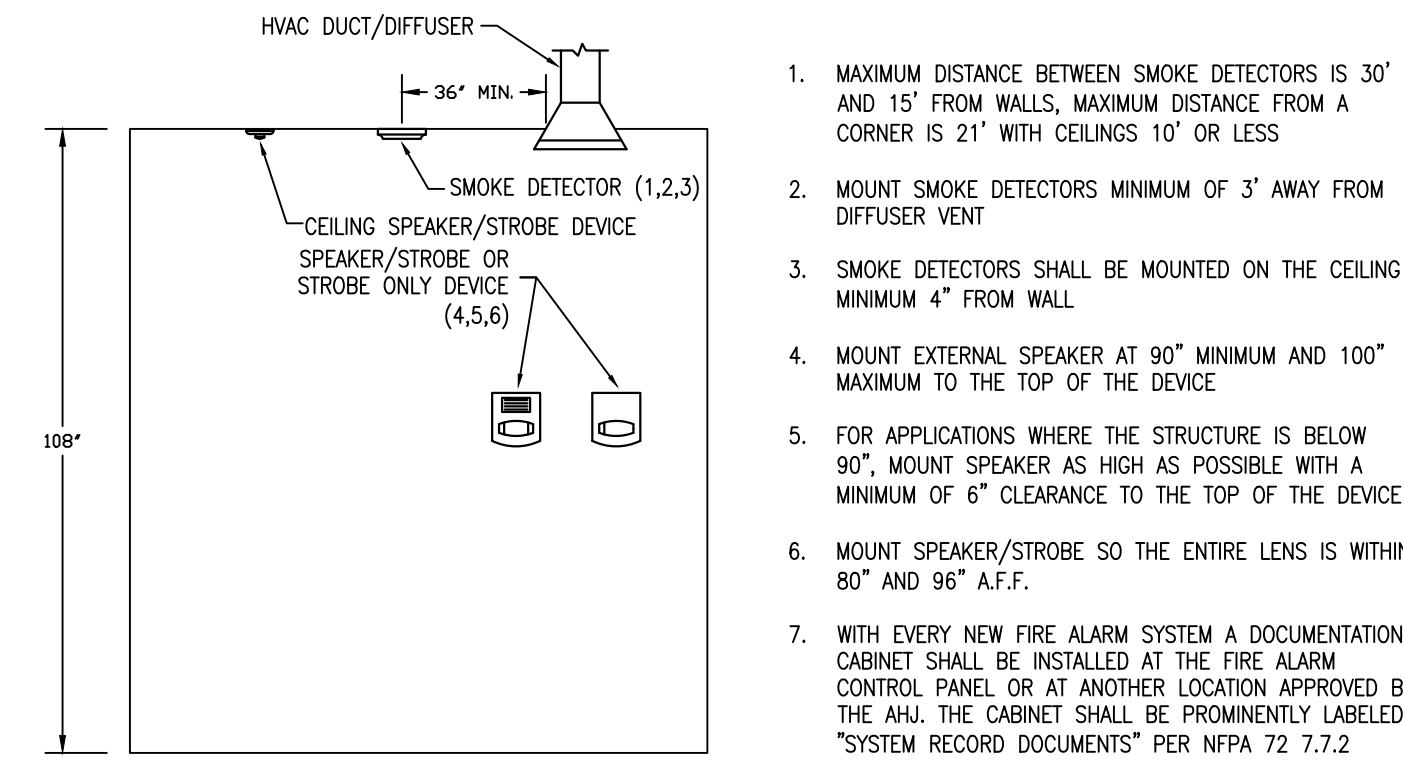 HVAC DUCT/DIFFUSER
36" MIN.
SMOKE DETECTOR (1,2,3)
CEILING SPEAKER/STROBE DEVICE
SPEAKER/STROBE OR
STROBE ONLY DEVICE
(4,5,6)
108"
1. MAXIMUM DISTANCE BETWEEN SMOKE DETECTORS IS 30'
AND 15' FROM WALLS, MAXIMUM DISTANCE FROM A
CORNER IS 21' WITH CEILINGS 10' OR LESS
2. MOUNT SMOKE DETECTORS MINIMUM OF 3' AWAY FROM
DIFFUSER VENT
3. SMOKE DETECTORS SHALL BE MOUNTED ON THE CEILING
MINIMUM 4" FROM WALL
4. MOUNT EXTERNAL SPEAKER AT 90" MINIMUM AND 100"
MAXIMUM TO THE TOP OF THE DEVICE
5. FOR APPLICATIONS WHERE THE STRUCTURE IS BELOW
90", MOUNT SPEAKER AS HIGH AS POSSIBLE WITH A
MINIMUM OF 6" CLEARANCE TO THE TOP OF THE DEVICE
6. MOUNT SPEAKER/STROBE SO THE ENTIRE LENS IS WITHIN
80" AND 96" A.F.F.
7. WITH EVERY NEW FIRE ALARM SYSTEM A DOCUMENTATION
CABINET SHALL BE INSTALLED AT THE FIRE ALARM
CONTROL PANEL OR AT ANOTHER LOCATION APPROVED B
THE AHJ. THE CABINET SHALL BE PROMINENTLY LABELED
"SYSTEM RECORD DOCUMENTS" PER NFPA 72 7.7.2